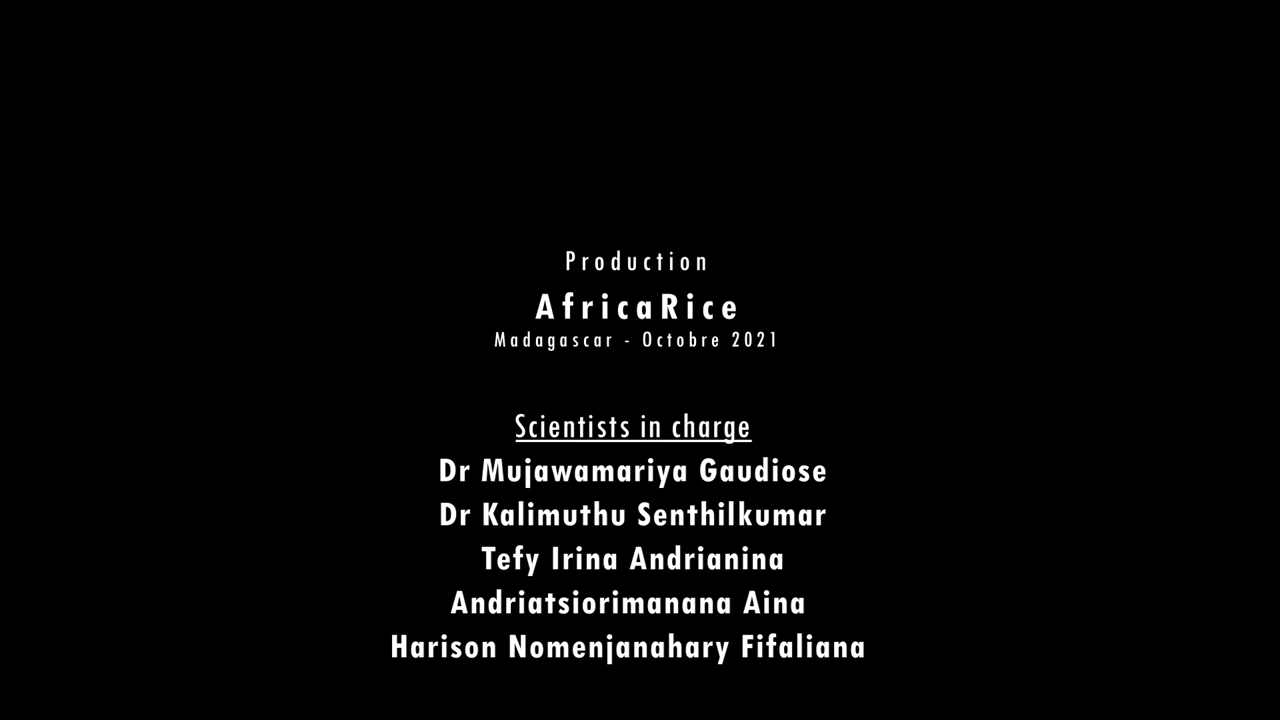 Production
AfricaRice
Madagascar - Octobre 2021
Scientists in charge
Dr Mujawamariya Gaudiose
Dr Kalimuthu Senthilkumar
Tefy Irina Andrianina
Andriatsiorimanana Aina
Harison Nomenjanahary Fifaliana